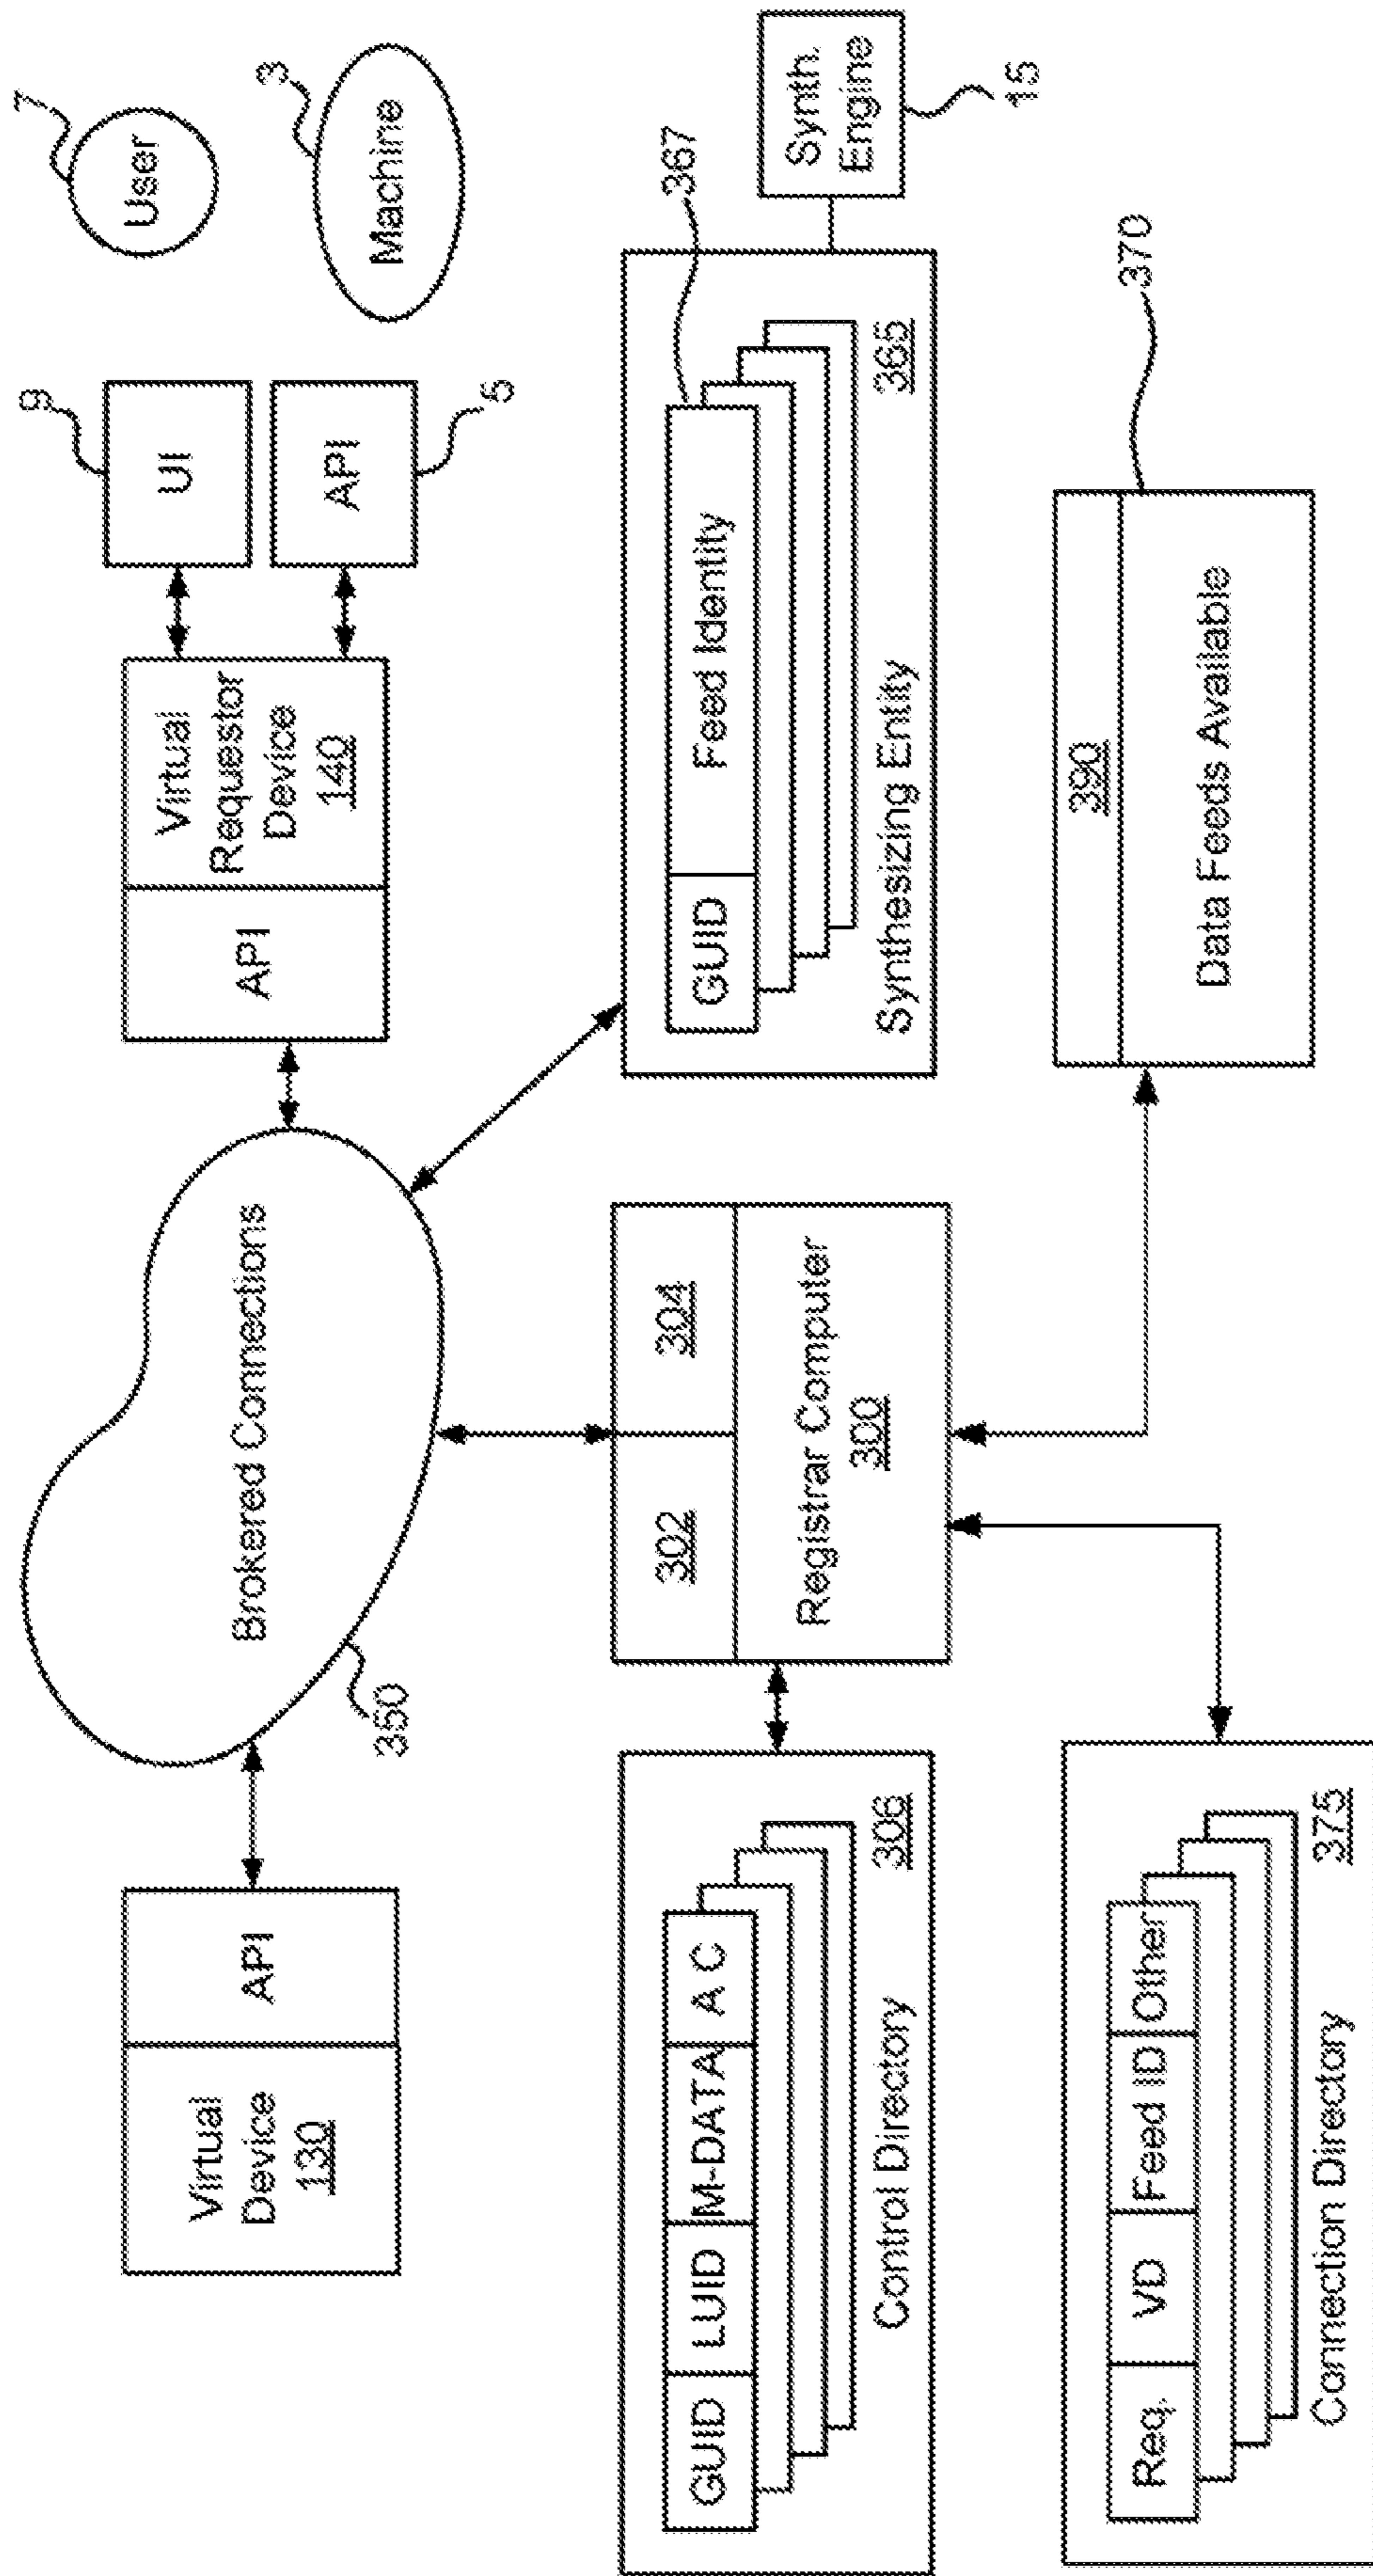 7
User
3
Machine
9
UI
API
5
Virtual
Requestor
Device
140
API
Brokered Connections
350
API
Virtual
Device
130
367
Synth.
Engine
15
GUID
Feed Identity
Synthesizing Entity
365
302
304
Registrar Computer
300
GUID
LUID
M-DATA
A C
Control Directory
306
390
Data Feeds Available
370
Req.
VD
Feed ID
Other
Connection Directory
375